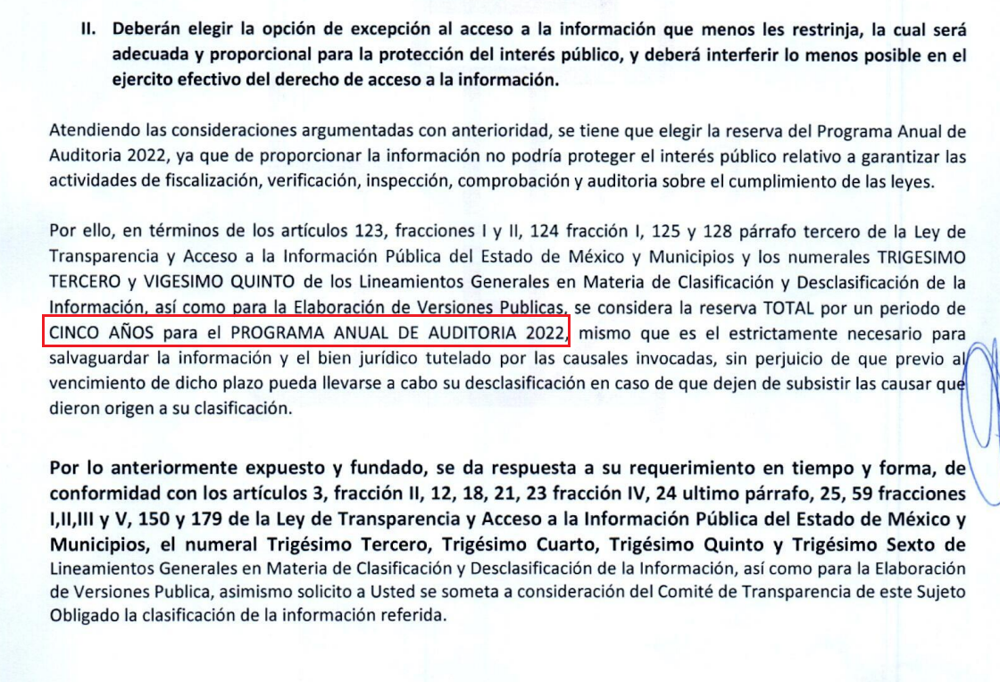 II. Deberán elegir la opción de excepción al acceso a la información que menos les restrinja, la cual será
adecuada y proporcional para la protección del interés público, y deberá interferir lo menos posible en el
ejercito efectivo del derecho de acceso a la información.
Atendiendo las consideraciones argumentadas con anterioridad, se tiene que elegir la reserva del Programa Anual de
Auditoria 2022, ya que de proporcionar la información no podría proteger el interés público relativo a garantizar las
actividades de fiscalización, verificación, inspección, comprobación y auditoria sobre el cumplimiento de las leyes.
Por ello, en términos de los artículos 123, fracciones I y II, 124 fracción I, 125 y 128 párrafo tercero de la Ley de
Transparencia y Acceso a la Información Pública del Estado de México y Municipios y los numerales TRIGESIMO
TERCERO y VIGESIMO QUINTO de los Lineamientos Generales en Materia de Clasificación y Desclasificación de la
Información, así como para la Elaboración de Versiones Publicas, se considera la reserva TOTAL por un periodo de
CINCO AÑOS para el PROGRAMA ANUAL DE AUDITORIA 2022, mismo que es el estrictamente necesario para
salvaguardar la información y el bien jurídico tutelado por las causales invocadas, sin perjuicio de que previo al
vencimiento de dicho plazo pueda llevarse a cabo su desclasificación en caso de que dejen de subsistir las causar que
dieron origen a su clasificación.
Por lo anteriormente expuesto y fundado, se da respuesta a su requerimiento en tiempo y forma, de
conformidad con los artículos 3, fracción II, 12, 18, 21, 23 fracción IV, 24 ultimo párrafo, 25, 59 fracciones
I,II,III y V, 150 y 179 de la Ley de Transparencia y Acceso a la Información Pública del Estado de México y
Municipios, el numeral Trigésimo Tercero, Trigésimo Cuarto, Trigésimo Quinto y Trigésimo Sexto de
Lineamientos Generales en Materia de Clasificación y Desclasificación de la Información, así como para la Elaboración
de Versiones Publica, asimismo solicito a Usted se someta a consideración del Comité de Transparencia de este Sujeto
Obligado la clasificación de la información referida.